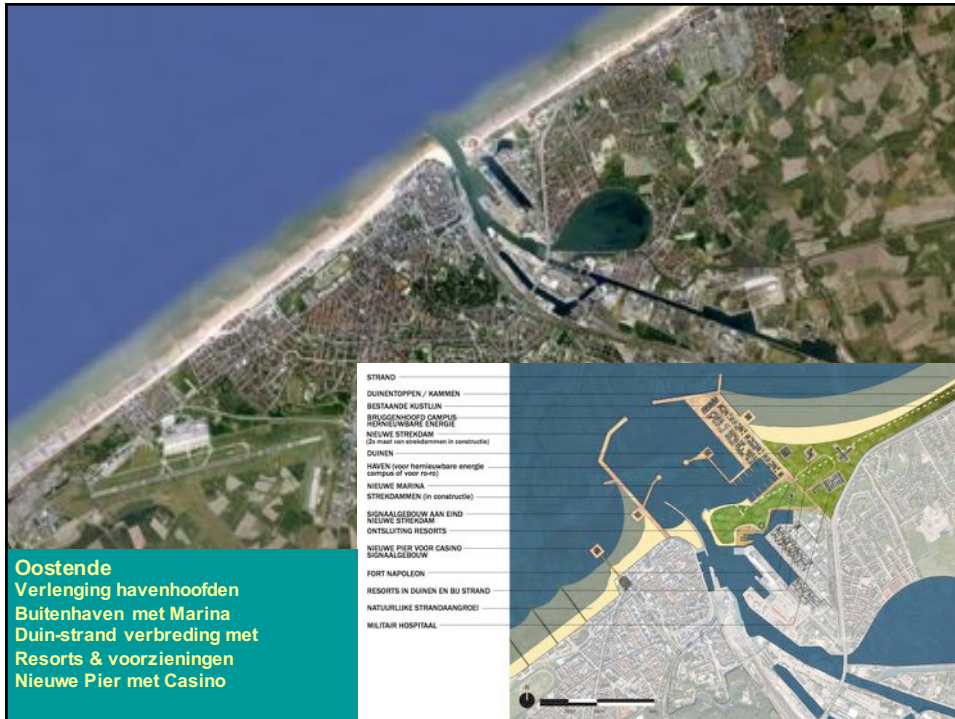 STRAND
DUINENTOPPEN / KAMMEN
BESTAANDE KUSTLIJN
BRUGGENHOOFD CAMPUS
HERNIEUWBARE ENERGIE
NIEUWE STREKDAM
(2x maat van strekdammen in constructie)
DUINEN
HAVEN (voor hernieuwbare energie
campus of voor ro-ro)
NIEUWE MARINA
STREKDAMMEN (in constructie)
SIGNAALGEBOUW AAN EIND
NIEUWE STREKDAM
ONTSLUITING RESORTS
NIEUWE PIER VOOR CASINO
SIGNAALGEBOUW
FORT NAPOLEON
RESORTS IN DUINEN EN BIJ STRAND
NATUURLIJKE STRANDAANGROEI
MILITAIR HOSPITAAL
Oostende
Verlenging havenhoofden
Buitenhaven met Marina
Duin-strand verbreding met
Resorts & voorzieningen
Nieuwe Pier met Casino